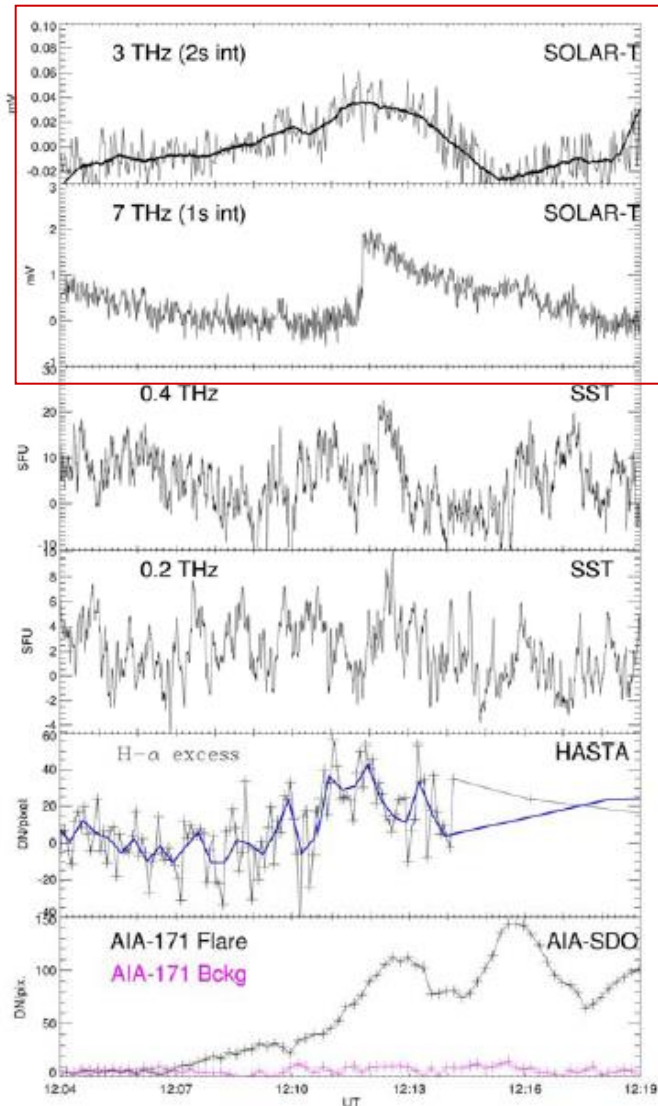 0.10
0.08
3 THz (2s int) SOLAR-T
0.06
0.04
mV
0.02
0.00
-0.02
3
7 THz (1s int) SOLAR-T
2
mV
1
0
-1
30
0.4 THz SST
20
SFU
10
0
-10
10
0.2 THz SST
8
6
4
SFU
2
0
-2
-4
60
H-α excess HASTA
40
DN/pixel
20
0
-20
-40
150
AIA-171 Flare AIA-SDO
AIA-171 Bckg
100
DN/pix.
50
0
12:04 12:07 12:10 12:13 12:16 12:19
UT